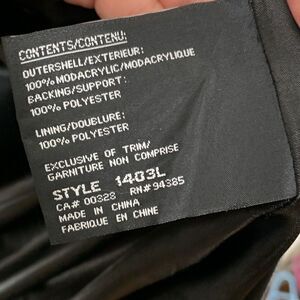 CONTENTS/CONTENU:
OUTERSHELL/EXTERIEUR:
100% MODACRYLIC/MODACRYLIQUE
BACKING/SUPPORT:
100% POLYESTER
LINING/DOUBLURE:
100% POLYESTER
EXCLUSIVE OF TRIM/
GARNITURE NON COMPRISE
STYLE 1403L
CA# 00328 RN# 94385
MADE IN CHINA
FABRIQUE EN CHINE